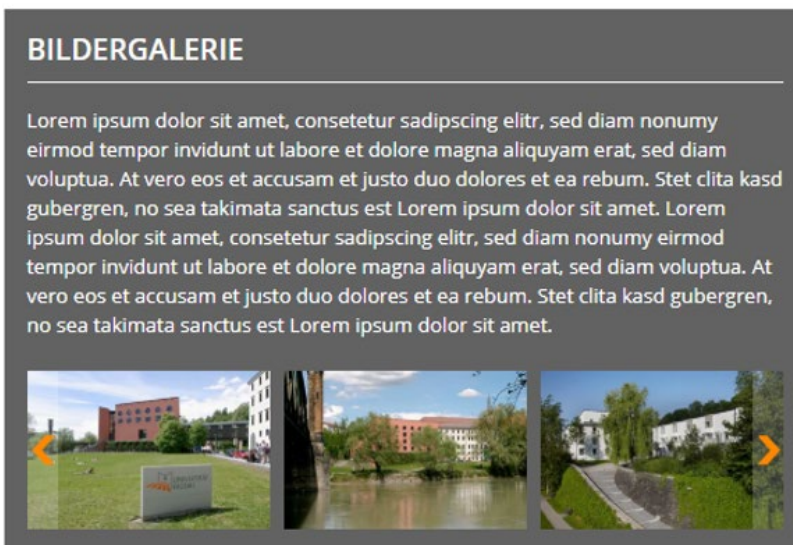 BILDERGALERIE
Lorem ipsum dolor sit amet, consetetur sadipscing elitr, sed diam nonumy
eirmod tempor invidunt ut labore et dolore magna aliquyam erat, sed diam
voluptua. At vero eos et accusam et justo duo dolores et ea rebum. Stet clita kasd
gubergren, no sea takimata sanctus est Lorem ipsum dolor sit amet. Lorem
ipsum dolor sit amet, consetetur sadipscing elitr, sed diam nonumy eirmod
tempor invidunt ut labore et dolore magna aliquyam erat, sed diam voluptua. At
vero eos et accusam et justo duo dolores et ea rebum. Stet clita kasd gubergren,
no sea takimata sanctus est Lorem ipsum dolor sit amet.